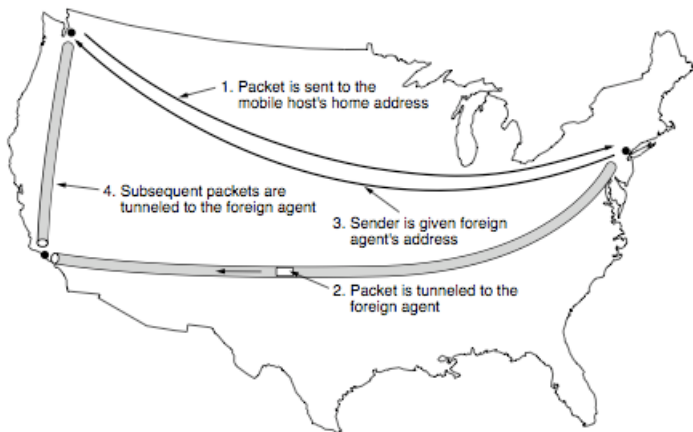 1. Packet is sent to the
mobile host's home address
4. Subsequent packets are
tunneled to the foreign agent
3. Sender is given foreign
agent's address
2. Packet is tunneled to the
foreign agent